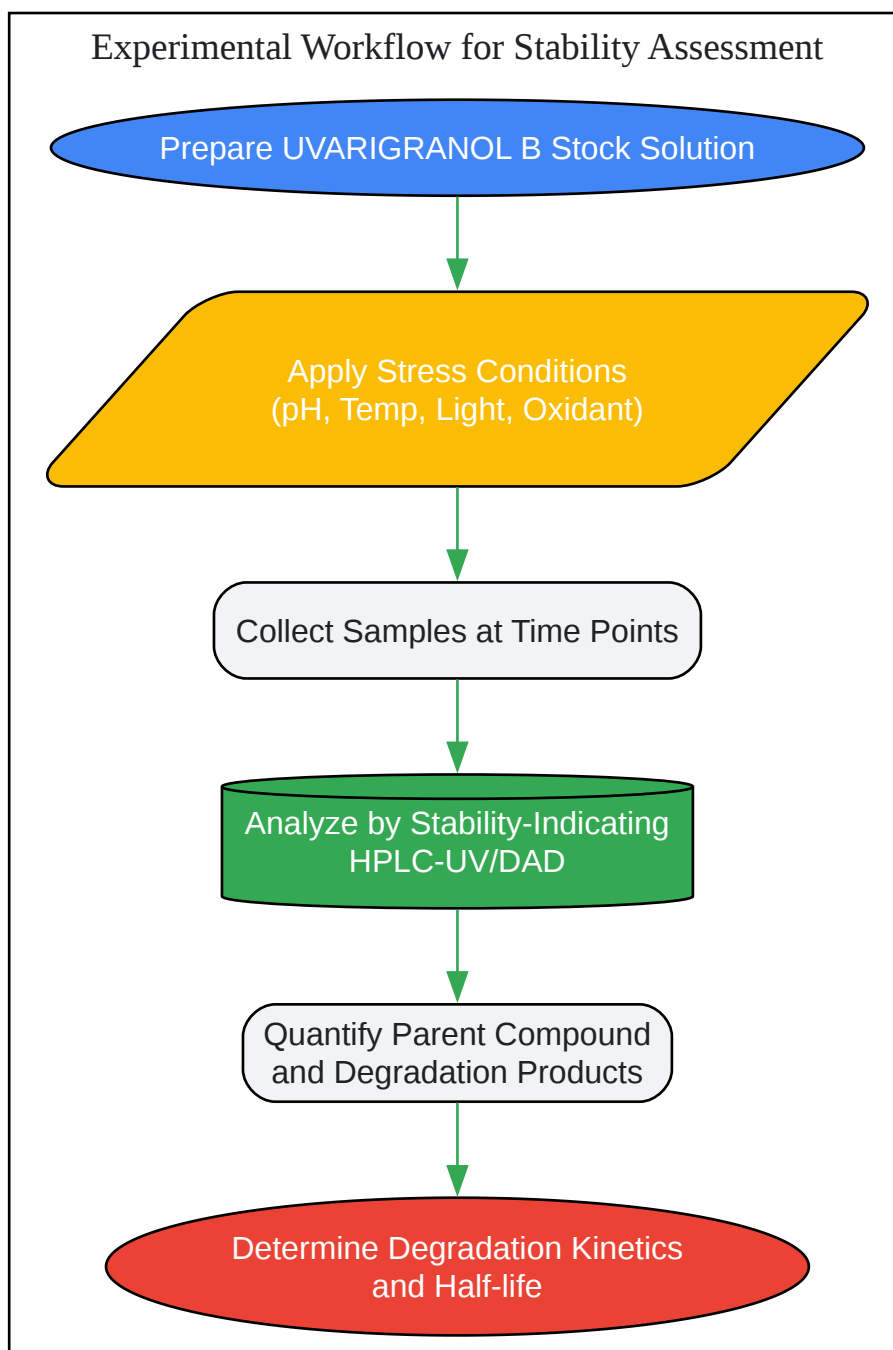 Experimental Workflow for Stability Assessment
Prepare UVARIGRANOL B Stock Solution
Apply Stress Conditions
(pH, Temp, Light, Oxidant)
Collect Samples at Time Points
Analyze by Stability-Indicating
HPLC-UV/DAD
Quantify Parent Compound
and Degradation Products
Determine Degradation Kinetics
and Half-life